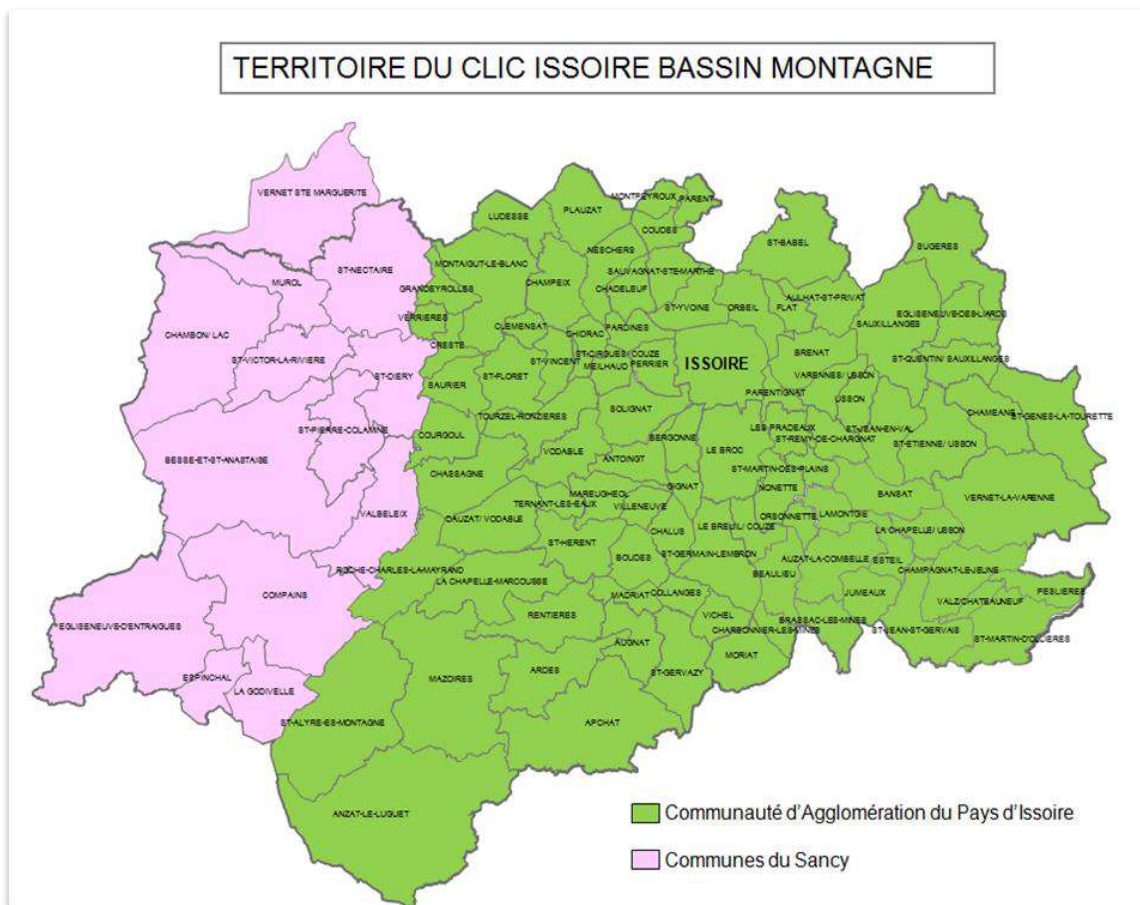 TERRITOIRE DU CLIC ISSOIRE BASSIN MONTAGNE
VERNET STE MARGUERITE
MONTPEYROUX
PARENT
PLAUZAT
LUDESSE
COUDES
ST-BABEL
SUGERES
NESCHERS
MONTAIGUT-LE-BLANC
ST-NECTAIRE
SAUVAGNAT-STE-MARTHE
MUROL
CHAMPEIX
GRANDEYROLLES
CHADELEUF
AULHAT-ST-PRIVAT
ST-YVOINE
ORBEIL
FLAT
EGLISENEUVE-DES-LIARDS
VERRIERES
CLEMENSAT
SAUXILLANGES
CHAMBON/ LAC
CHIDRAC
PARDINES
CRESTE
ST-CIRGUES/ COUZE
BRENAT
ST-VICTOR-LA-RIVIERE
ST-VINCENT
MEILHAUD
PERRIER
ISSOIRE
ST-QUENTIN/ SAUXILLANGES
ST-DIERY
ST-FLORET
VARENNES/ USSON
SAURIER
PARENTIGNAT
USSON
SOLIGNAT
CHAMEANE
ST-GENES-LA-TOURETTE
TOURZEL-RONZIERES
ST-PIERRE-COLAMINE
LES PRADEAUX
ST-JEAN-EN-VAL
COURGOUL
BERGONNE
ST-REMY-DE-CHARGNAT
ST-ETIENNE/ USSON
LE BROC
VODABLE
BESSE-ET-ST-ANASTAISE
ANTOINGT
ST-MARTIN-DES-PLAINS
CHASSAGNE
GIGNAT
NONETTE
MAREUGHEOL
BANSAT
VERNET-LA-VARENNE
TERNANT-LES-EAUX
VILLENEUVE
VALBELEIX
ORSONNETTE
LAMONTGIE
DAUZAT/ VODABLE
LE BREUIL/ COUZE
CHALUS
LA CHAPELLE/ USSON
ST-HERENT
ST-GERMAIN-LEMBRON
BOUDES
AUZAT-LA-COMBELLE
ESTEIL
ROCHE-CHARLES-LAMAYRAND
CHAMPAGNAT-LE-JEUNE
BEAULIEU
LA CHAPELLE-MARCOUSSE
PESLIERES
COMPAINS
MADRIAT
COLLANGES
JUMEAUX
VALZ/CHATEAUNEUF
RENTIERES
VICHEL
BRASSAC-LES-MINES
EGLISENEUVE-D'ENTRAIGUES
CHARBONNIER-LES-MINES
ST-JEAN-ST-GERVAIS
ST-MARTIN-D'OLLIERES
AUGNAT
MORIAT
ARDES
ST-GERVAZY
ESPINCHAL
MAZOIRES
LA GODIVELLE
ST-ALYRE-ES-MONTAGNE
APCHAT
ANZAT-LE-LUGUET
Communauté d'Agglomération du Pays d'Issoire
Communes du Sancy